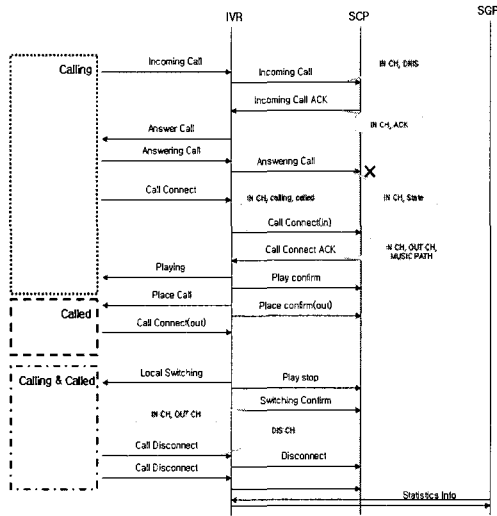 IVR SCP SGF
Calling
Incoming Call
Incoming Call
IN CH, DNIS
Incoming Call ACK
IN CH, ACK
Answer Call
Answering Call
Answering Call
Call Connect
IN CH, calling, called
IN CH, State
Call Connect(in)
Call Connect ACK
IN CH, OUT CH,
MUSIC PATH
Playing
Play confirm
Place Call
Place confirm(out)
Called
Call Connect(out)
Calling & Called
Local Switching
Play stop
Switching Confirm
IN CH, OUT CH
DIS CH
Call Disconnect
Disconnect
Call Disconnect
Statistics Info